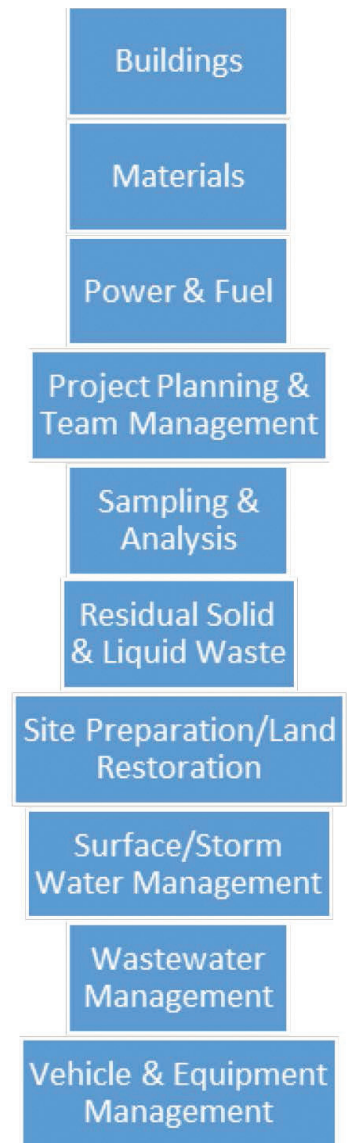 Buildings
Materials
Power & Fuel
Project Planning &
Team Management
Sampling &
Analysis
Residual Solid
& Liquid Waste
Site Preparation/Land
Restoration
Surface/Storm
Water Management
Wastewater
Management
Vehicle & Equipment
Management